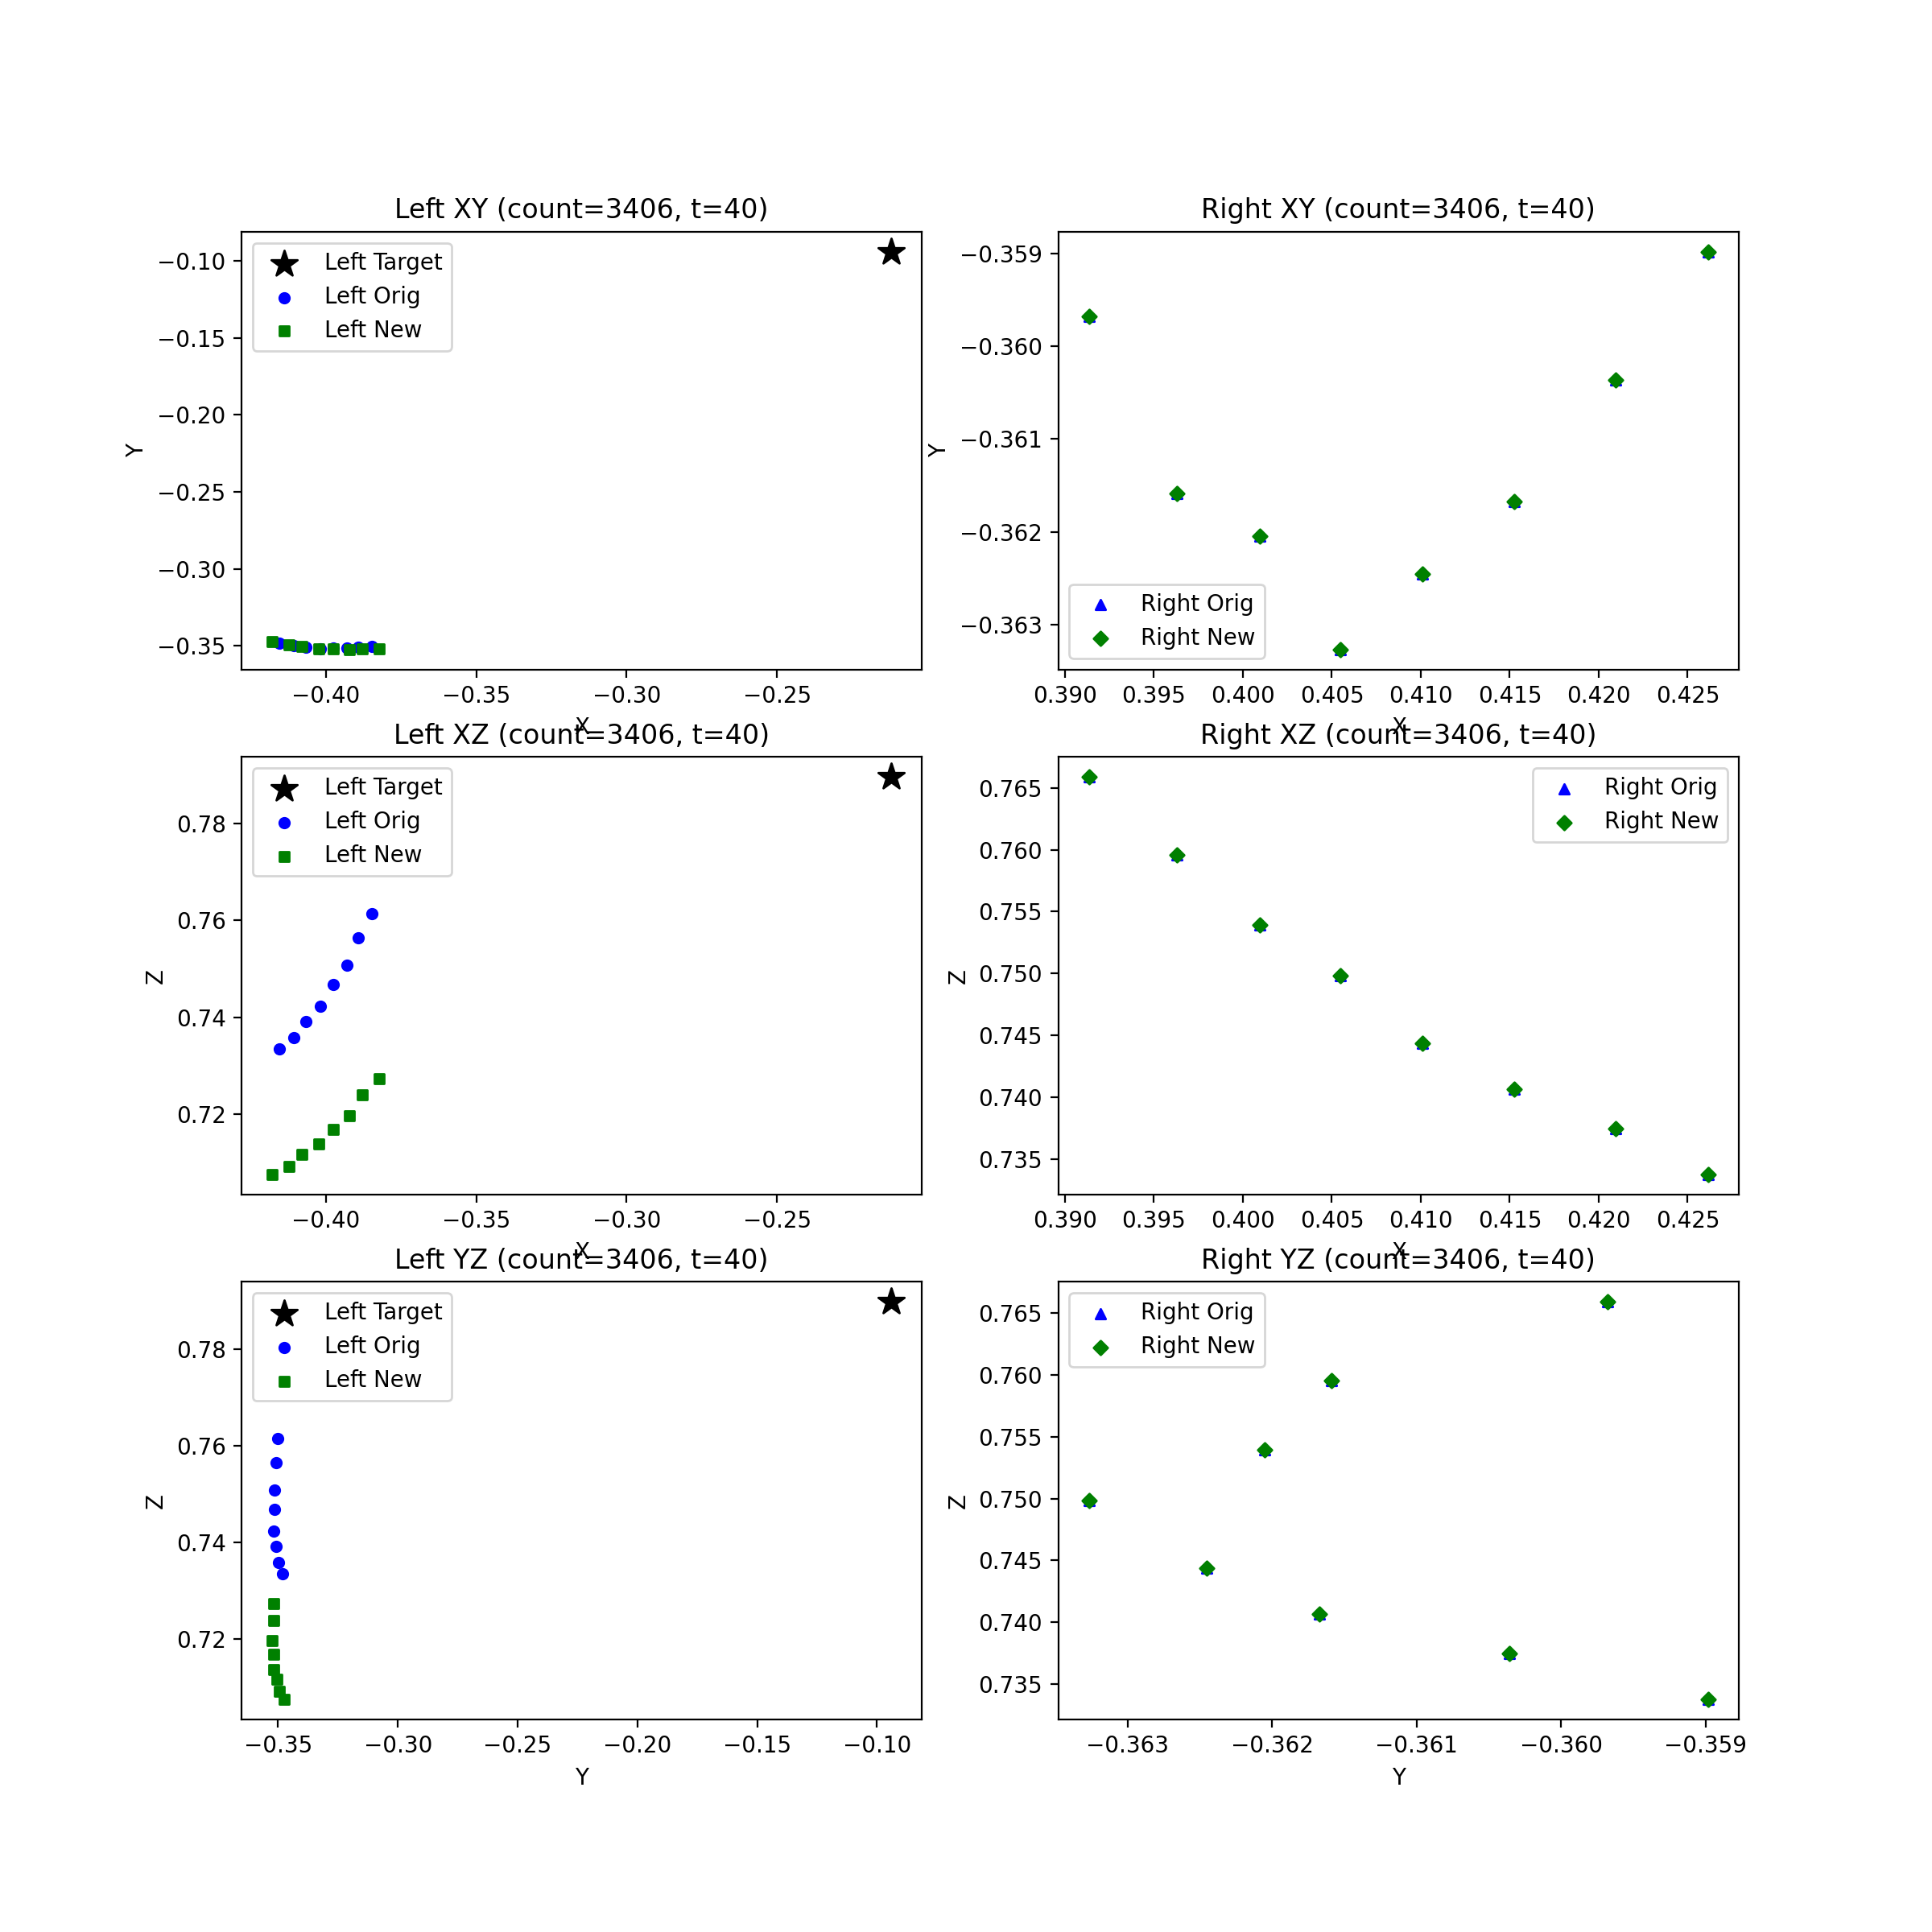 Left XY (count=3406, t=40)
Left Target
Left Orig
Left New
−0.10
−0.15
−0.20
−0.25
−0.30
−0.35
Y
−0.40 −0.35 −0.30 −0.25
X
Right XY (count=3406, t=40)
−0.359
−0.360
−0.361
−0.362
−0.363
Y
Right Orig
Right New
0.390 0.395 0.400 0.405 0.410 0.415 0.420 0.425
X
Left XZ (count=3406, t=40)
Left Target
Left Orig
Left New
0.78
0.76
0.74
0.72
Z
−0.40 −0.35 −0.30 −0.25
X
Right XZ (count=3406, t=40)
Right Orig
Right New
0.765
0.760
0.755
0.750
0.745
0.740
0.735
Z
0.390 0.395 0.400 0.405 0.410 0.415 0.420 0.425
X
Left YZ (count=3406, t=40)
Left Target
Left Orig
Left New
0.78
0.76
0.74
0.72
Z
−0.35 −0.30 −0.25 −0.20 −0.15 −0.10
Y
Right YZ (count=3406, t=40)
Right Orig
Right New
0.765
0.760
0.755
0.750
0.745
0.740
0.735
Z
−0.363 −0.362 −0.361 −0.360 −0.359
Y